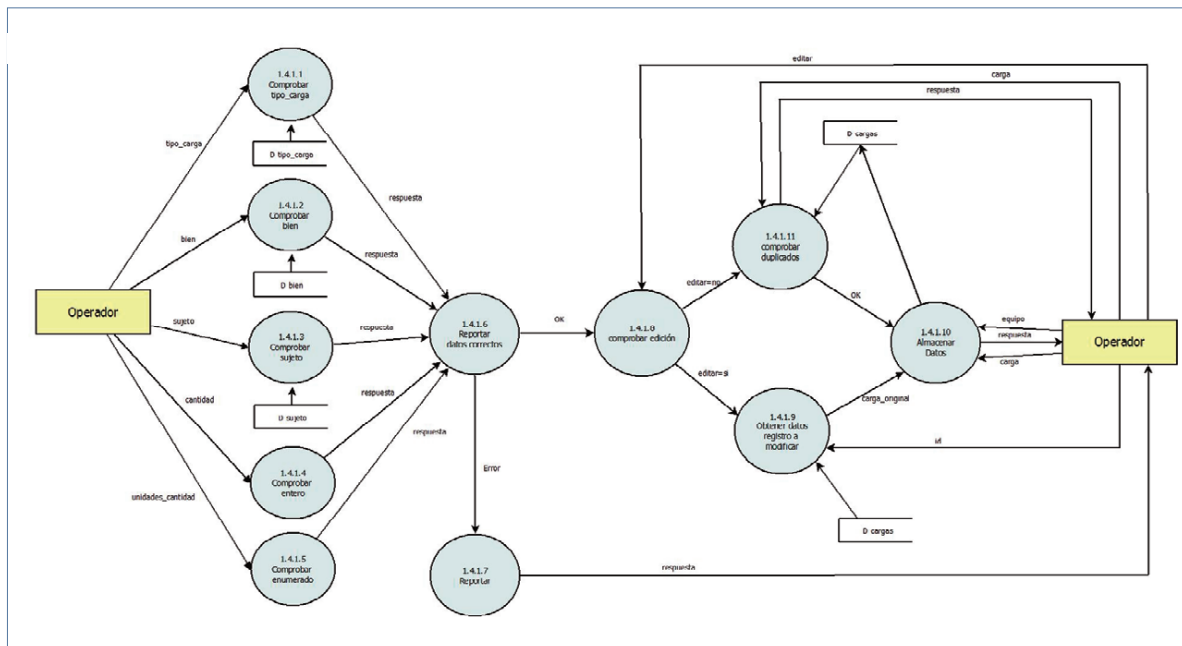 1.4.1.1
Comprobar
tipo_carga
tipo_carga
D tipo_cargo
respuesta
1.4.1.2
Comprobar
bien
bien
D bien
respuesta
Operador
sujeto
1.4.1.3
Comprobar
sujeto
respuesta
D sujeto
cantidad
respuesta
1.4.1.4
Comprobar
entero
unidades_cantidad
respuesta
1.4.1.5
Comprobar
enumerado
1.4.1.6
Reportar
datos correctos
OK
Error
1.4.1.7
Reportar
respuesta
1.4.1.8
comprobar edición
editar
carga
respuesta
D cargas
editar=no
1.4.1.11
comprobar
duplicados
OK
editar=si
1.4.1.9
Obtener datos
registro a
modificar
carga_original
id
D cargas
1.4.1.10
Almacenar
Datos
equipo
respuesta
carga
Operador